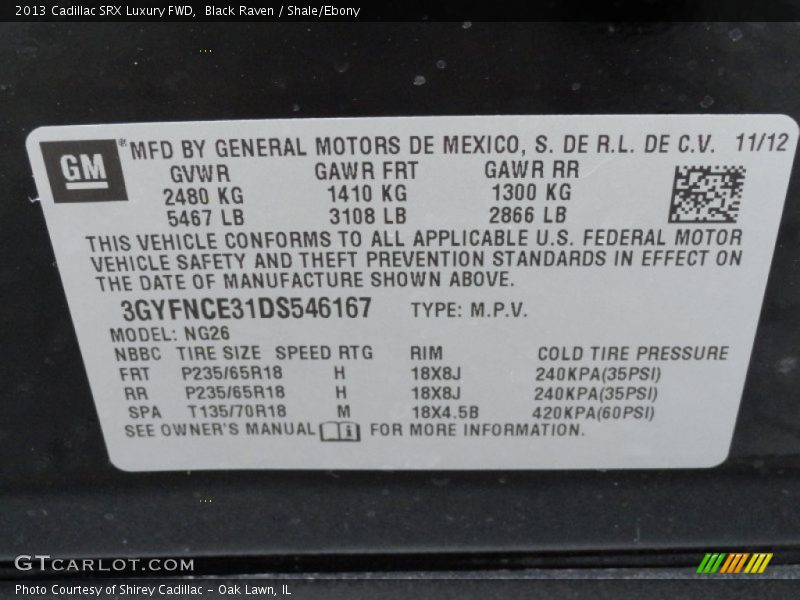 2013 Cadillac SRX Luxury FWD, Black Raven / Shale/Ebony
GM ® MFD BY GENERAL MOTORS DE MEXICO, S. DE R.L. DE C.V. 11/12
GVWR GAWR FRT GAWR RR
2480 KG 1410 KG 1300 KG
5467 LB 3108 LB 2866 LB
THIS VEHICLE CONFORMS TO ALL APPLICABLE U.S. FEDERAL MOTOR
VEHICLE SAFETY AND THEFT PREVENTION STANDARDS IN EFFECT ON
THE DATE OF MANUFACTURE SHOWN ABOVE.
3GYFNCE31DS546167 TYPE: M.P.V.
MODEL: NG26
NBBC TIRE SIZE SPEED RTG RIM COLD TIRE PRESSURE
FRT P235/65R18 H 18X8J 240KPA(35PSI)
RR P235/65R18 H 18X8J 240KPA(35PSI)
SPA T135/70R18 M 18X4.5B 420KPA(60PSI)
SEE OWNER'S MANUAL FOR MORE INFORMATION.
GTCARLOT.COM
Photo Courtesy of Shirey Cadillac - Oak Lawn, IL